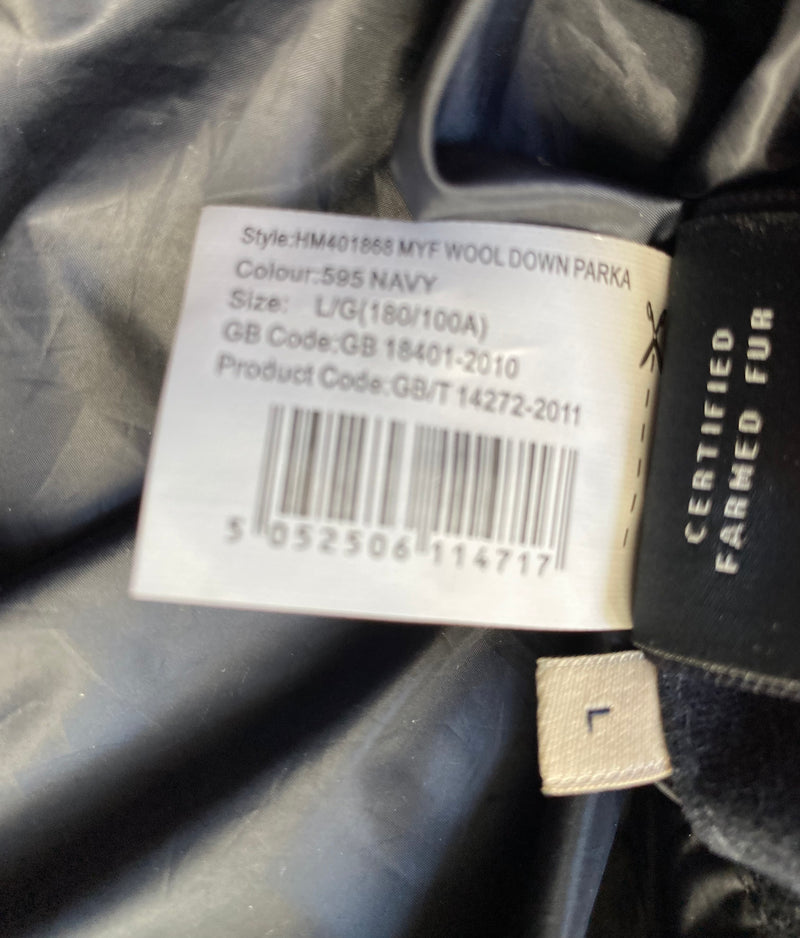 Style:HM401868 MYF WOOL DOWN PARKA
Colour:595 NAVY
Size: L/G(180/100A)
GB Code:GB 18401-2010
Product Code:GB/T 14272-2011
5 052506 114717
CERTIFIED
FARMED FUR
L